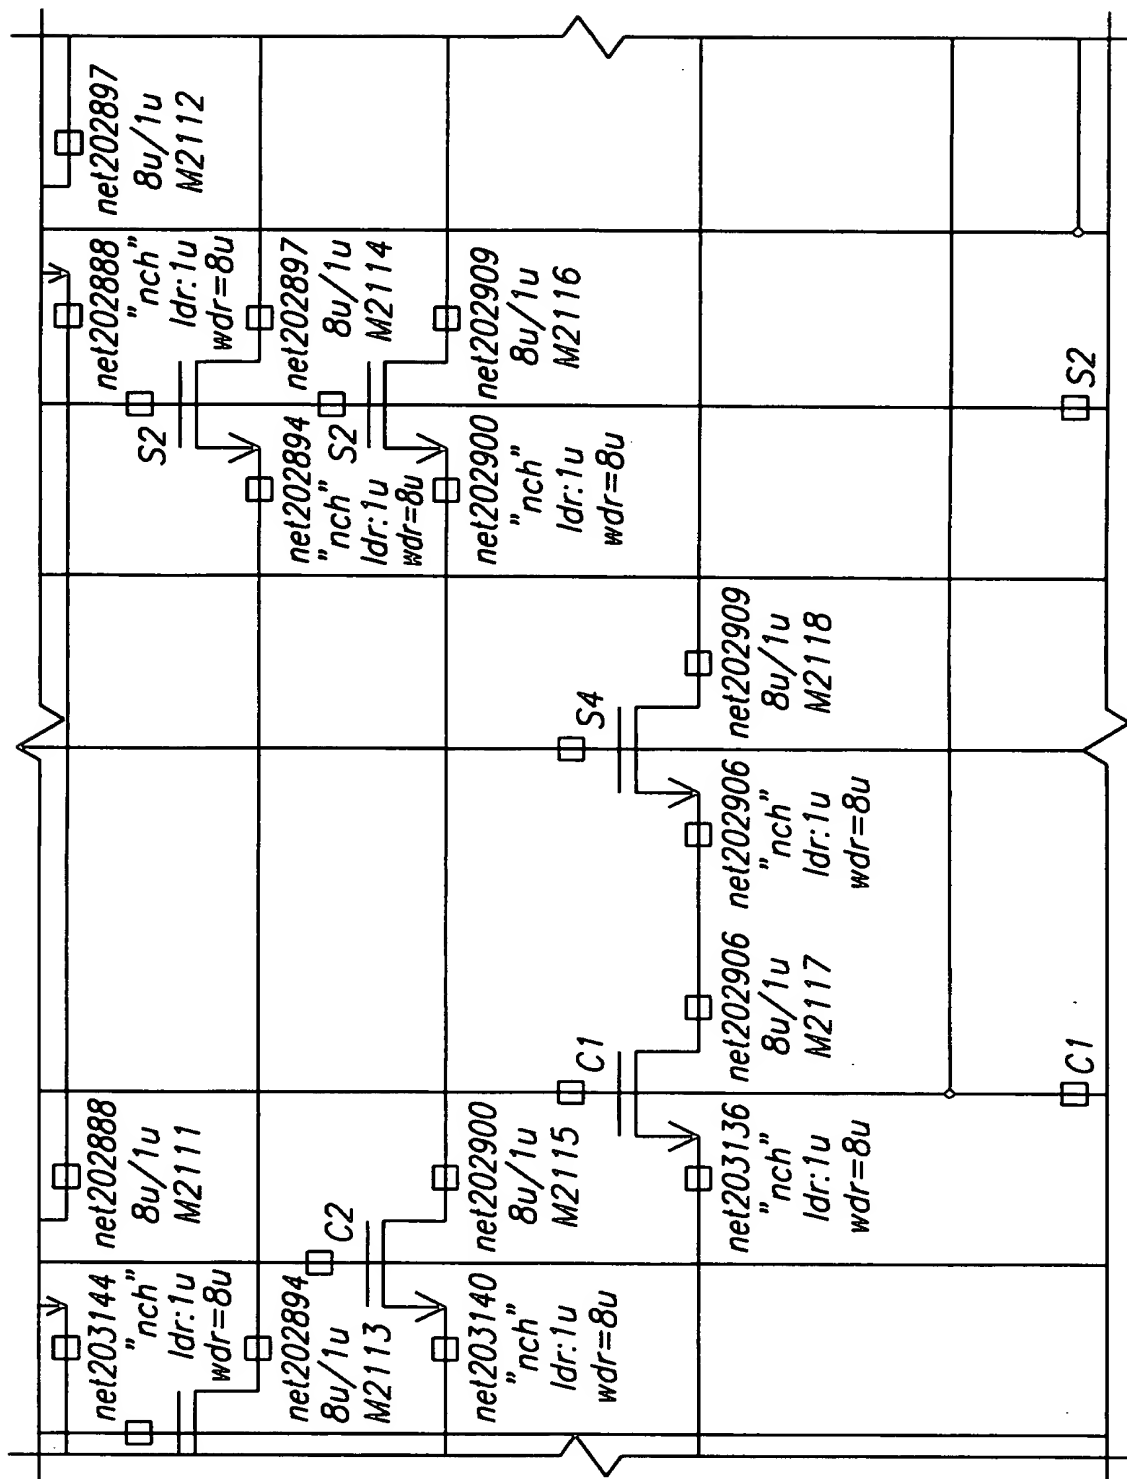 net202897
8u/1u
M2112
net202888
"nch"
ldr:1u
wdr=8u
S2
net202897
8u/1u
M2114
net202894
"nch"
ldr:1u
wdr=8u
S2
net202909
8u/1u
M2116
net202900
"nch"
ldr:1u
wdr=8u
S2
S4
net202909
8u/1u
M2118
net202906
"nch"
ldr:1u
wdr=8u
net202888
8u/1u
M2111
net203144
"nch"
ldr:1u
wdr=8u
C2
net202894
8u/1u
M2113
net202900
8u/1u
M2115
net203140
"nch"
ldr:1u
wdr=8u
C1
net202906
8u/1u
M2117
net203136
"nch"
ldr:1u
wdr=8u
C1